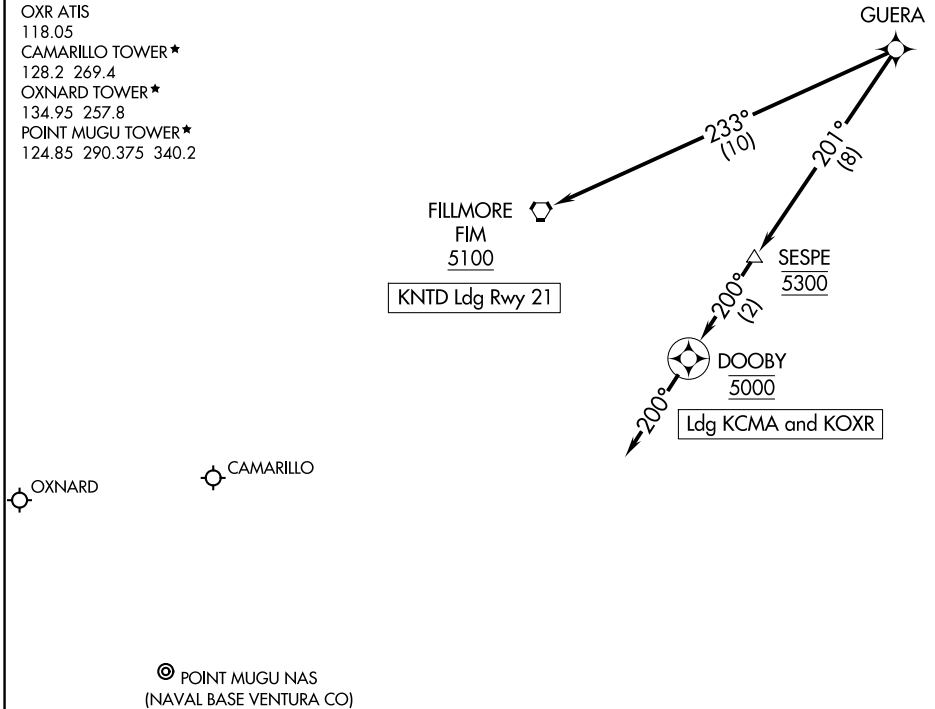 OXR ATIS
118.05
CAMARILLO TOWER★
128.2 269.4
OXNARD TOWER★
134.95 257.8
POINT MUGU TOWER★
124.85 290.375 340.2
GUERA
233°
(10)
201°
(8)
FILLMORE
FIM
5100
KNTD Ldg Rwy 21
SESPE
5300
200°
(2)
DOOBY
5000
Ldg KCMA and KOXR
200°
CAMARILLO
OXNARD
POINT MUGU NAS
(NAVAL BASE VENTURA CO)